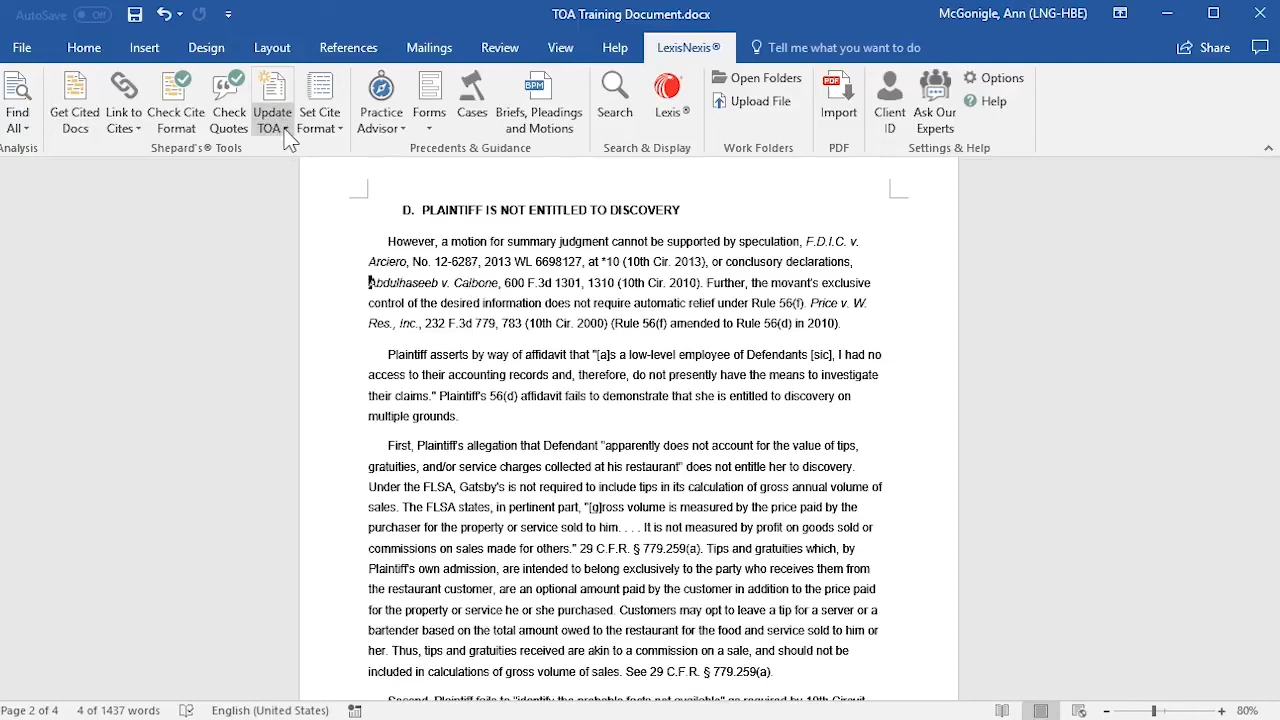 AutoSave Off
TOA Training Document.docx
McGonigle, Ann (LNG-HBE)
File Home Insert Design Layout References Mailings Review View Help LexisNexis® Tell me what you want to do Share
Find All
Get Cited Docs
Link to Cites
Check Cite Format
Check Quotes
Update TOA
Set Cite Format
Practice Advisor
Forms
Cases
Briefs, Pleadings and Motions
Search
Lexis®
Open Folders
Upload File
Import
Client ID
Ask Our Experts
Options
Help
Analysis
Shepard's® Tools
Precedents & Guidance
Search & Display
Work Folders
PDF
Settings & Help
D. PLAINTIFF IS NOT ENTITLED TO DISCOVERY
However, a motion for summary judgment cannot be supported by speculation, F.D.I.C. v.
Arciero, No. 12-6287, 2013 WL 6698127, at *10 (10th Cir. 2013), or conclusory declarations,
Abdulhaseeb v. Calbone, 600 F.3d 1301, 1310 (10th Cir. 2010). Further, the movant's exclusive
control of the desired information does not require automatic relief under Rule 56(f). Price v. W.
Res., Inc., 232 F.3d 779, 783 (10th Cir. 2000) (Rule 56(f) amended to Rule 56(d) in 2010).
Plaintiff asserts by way of affidavit that "[a]s a low-level employee of Defendants [sic], I had no
access to their accounting records and, therefore, do not presently have the means to investigate
their claims." Plaintiff's 56(d) affidavit fails to demonstrate that she is entitled to discovery on
multiple grounds.
First, Plaintiff's allegation that Defendant "apparently does not account for the value of tips,
gratuities, and/or service charges collected at his restaurant" does not entitle her to discovery.
Under the FLSA, Gatsby's is not required to include tips in its calculation of gross annual volume of
sales. The FLSA states, in pertinent part, "[g]ross volume is measured by the price paid by the
purchaser for the property or service sold to him. . . . It is not measured by profit on goods sold or
commissions on sales made for others." 29 C.F.R. § 779.259(a). Tips and gratuities which, by
Plaintiff's own admission, are intended to belong exclusively to the party who receives them from
the restaurant customer, are an optional amount paid by the customer in addition to the price paid
for the property or service he or she purchased. Customers may opt to leave a tip for a server or a
bartender based on the total amount owed to the restaurant for the food and service sold to him or
her. Thus, tips and gratuities received are akin to a commission on a sale, and should not be
included in calculations of gross volume of sales. See 29 C.F.R. § 779.259(a).
Second, Plaintiff fails to "identify the probable facts not available" as required by 10th Circuit
Page 2 of 4 4 of 1437 words English (United States) 80%